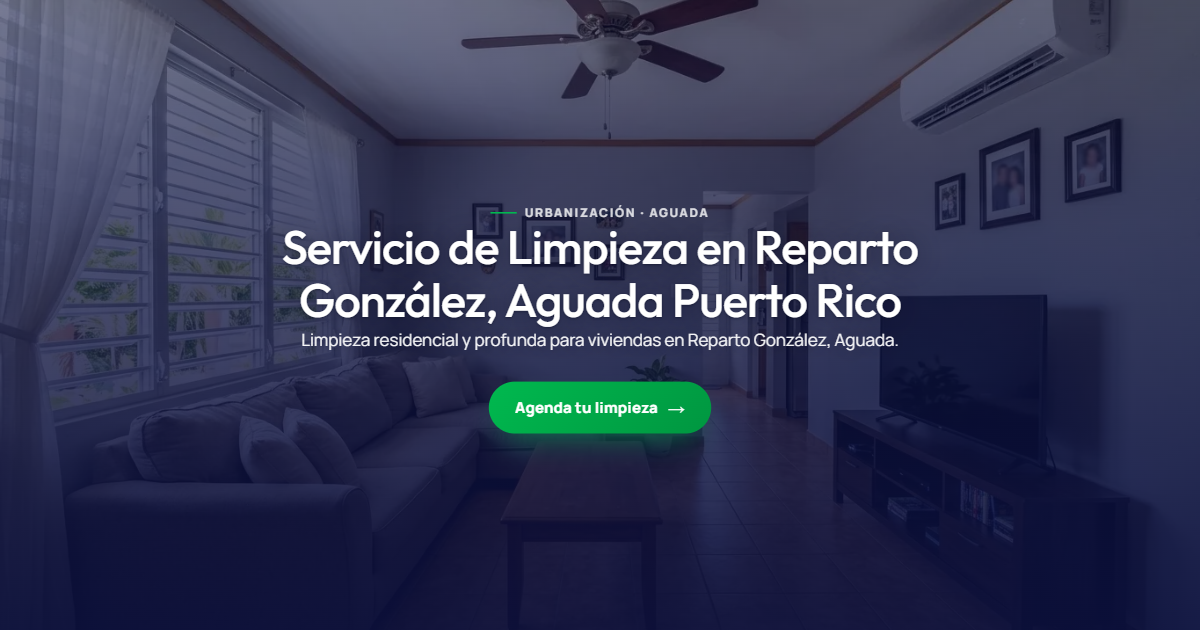 URBANIZACIÓN · AGUADA
Servicio de Limpieza en Reparto
González, Aguada Puerto Rico
Limpieza residencial y profunda para viviendas en Reparto González, Aguada.
Agenda tu limpieza →